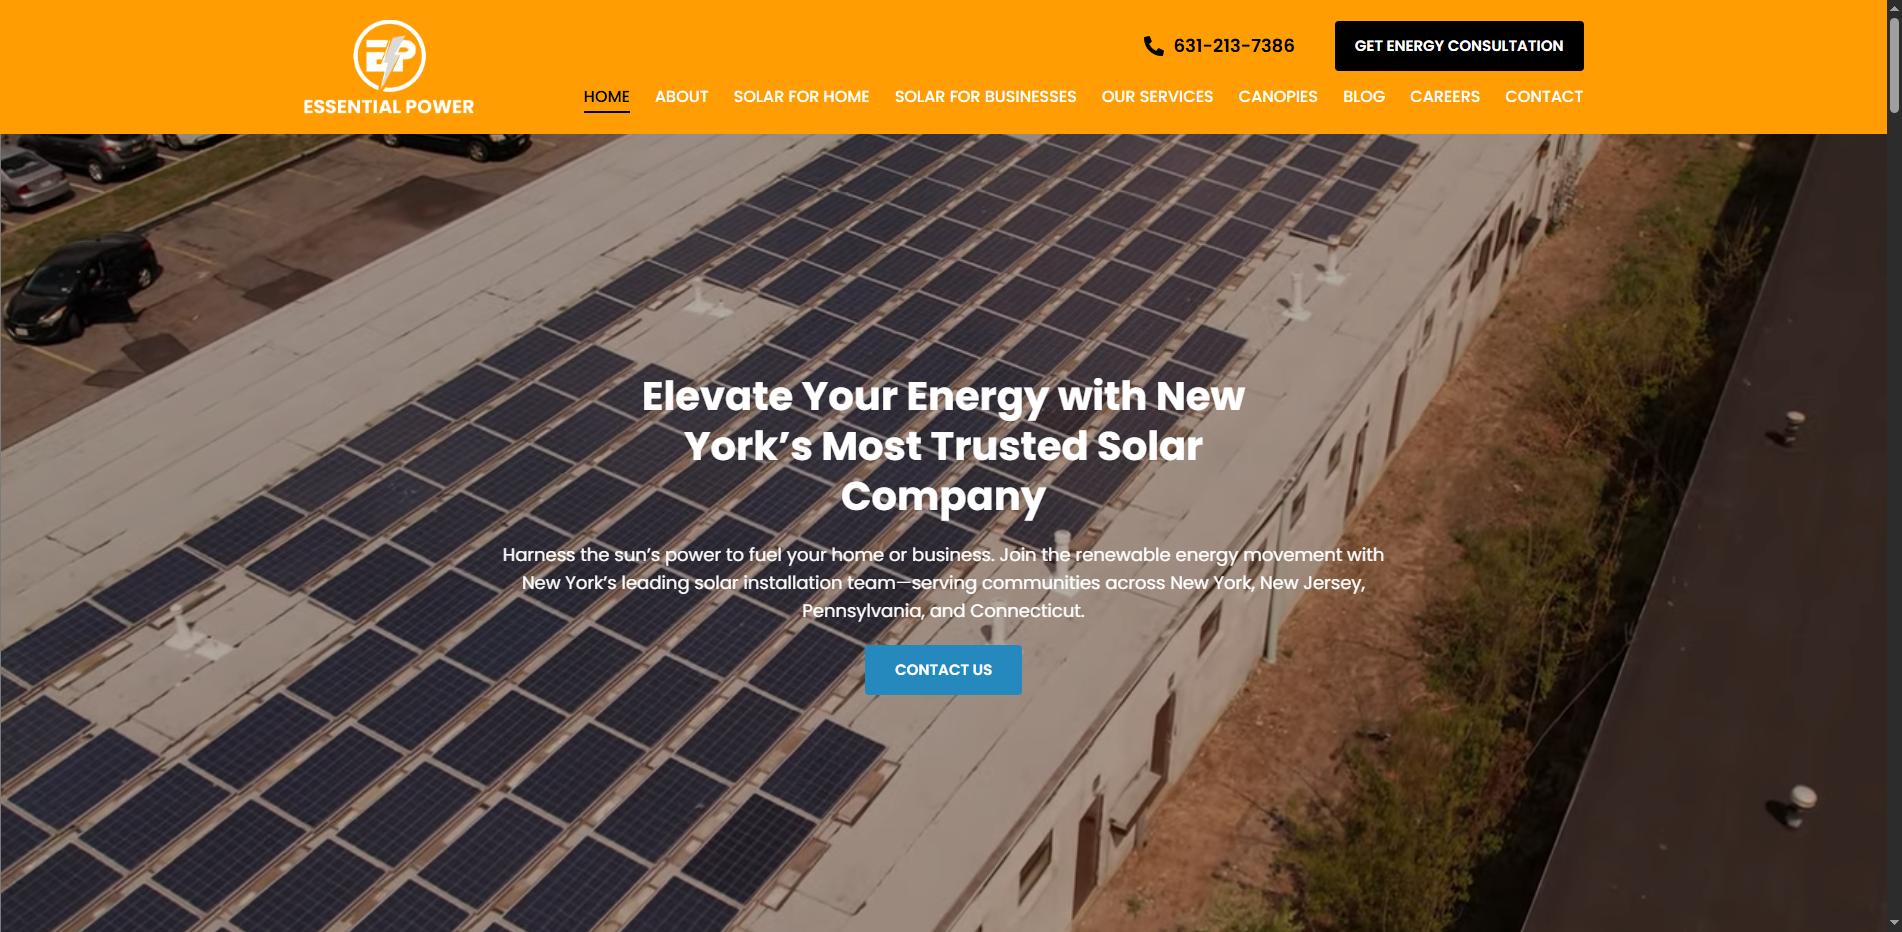 EP
ESSENTIAL POWER
631-213-7386
GET ENERGY CONSULTATION
HOME ABOUT SOLAR FOR HOME SOLAR FOR BUSINESSES OUR SERVICES CANOPIES BLOG CAREERS CONTACT
Elevate Your Energy with New
York’s Most Trusted Solar
Company
Harness the sun’s power to fuel your home or business. Join the renewable energy movement with
New York’s leading solar installation team—serving communities across New York, New Jersey,
Pennsylvania, and Connecticut.
CONTACT US